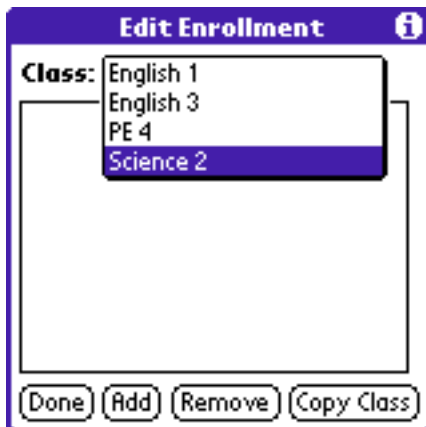 Edit Enrollment i
Class: English 1
English 3
PE 4
Science 2
Done Add Remove Copy Class